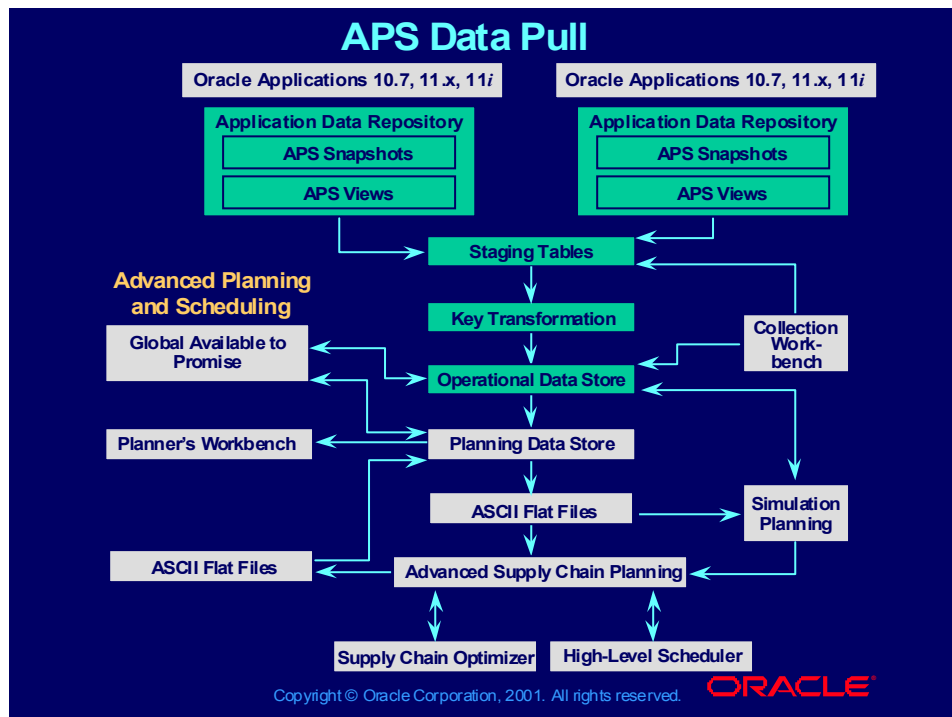 APS Data Pull
Oracle Applications 10.7, 11.x, 11i
Oracle Applications 10.7, 11.x, 11i
Application Data Repository
APS Snapshots
APS Views
Application Data Repository
APS Snapshots
APS Views
Staging Tables
Advanced Planning
and Scheduling
Key Transformation
Collection
Work-
bench
Global Available to
Promise
Operational Data Store
Planner's Workbench
Planning Data Store
ASCII Flat Files
Simulation
Planning
ASCII Flat Files
Advanced Supply Chain Planning
Supply Chain Optimizer
High-Level Scheduler
Copyright © Oracle Corporation, 2001. All rights reserved.
ORACLE®